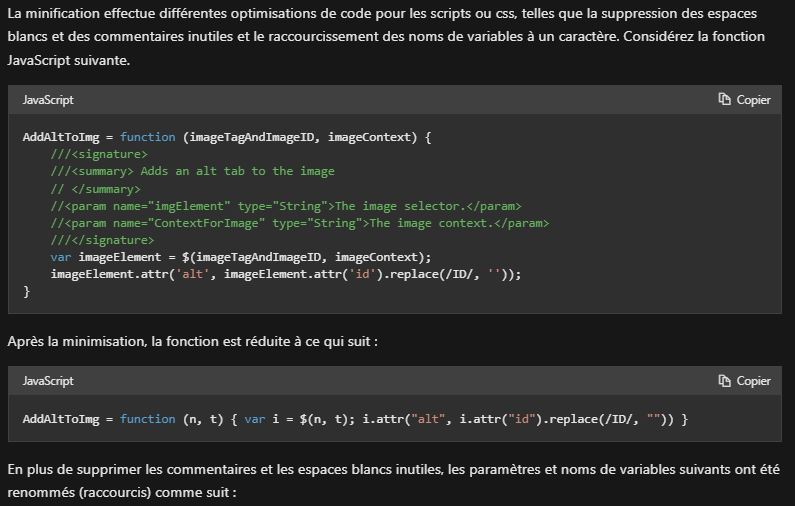 La minification effectue différentes optimisations de code pour les scripts ou css, telles que la suppression des espaces
blancs et des commentaires inutiles et le raccourcissement des noms de variables à un caractère. Considérez la fonction
JavaScript suivante.
JavaScript
Copier
AddAltToImg = function (imageTagAndImageID, imageContext) {
    ///<signature>
    ///<summary> Adds an alt tab to the image
    // </summary>
    //<param name="imgElement" type="String">The image selector.</param>
    //<param name="ContextForImage" type="String">The image context.</param>
    ///</signature>
    var imageElement = $(imageTagAndImageID, imageContext);
    imageElement.attr('alt', imageElement.attr('id').replace(/ID/, ''));
}
Après la minimisation, la fonction est réduite à ce qui suit :
JavaScript
Copier
AddAltToImg = function (n, t) { var i = $(n, t); i.attr("alt", i.attr("id").replace(/ID/, "")) }
En plus de supprimer les commentaires et les espaces blancs inutiles, les paramètres et noms de variables suivants ont été
renommés (raccourcis) comme suit :